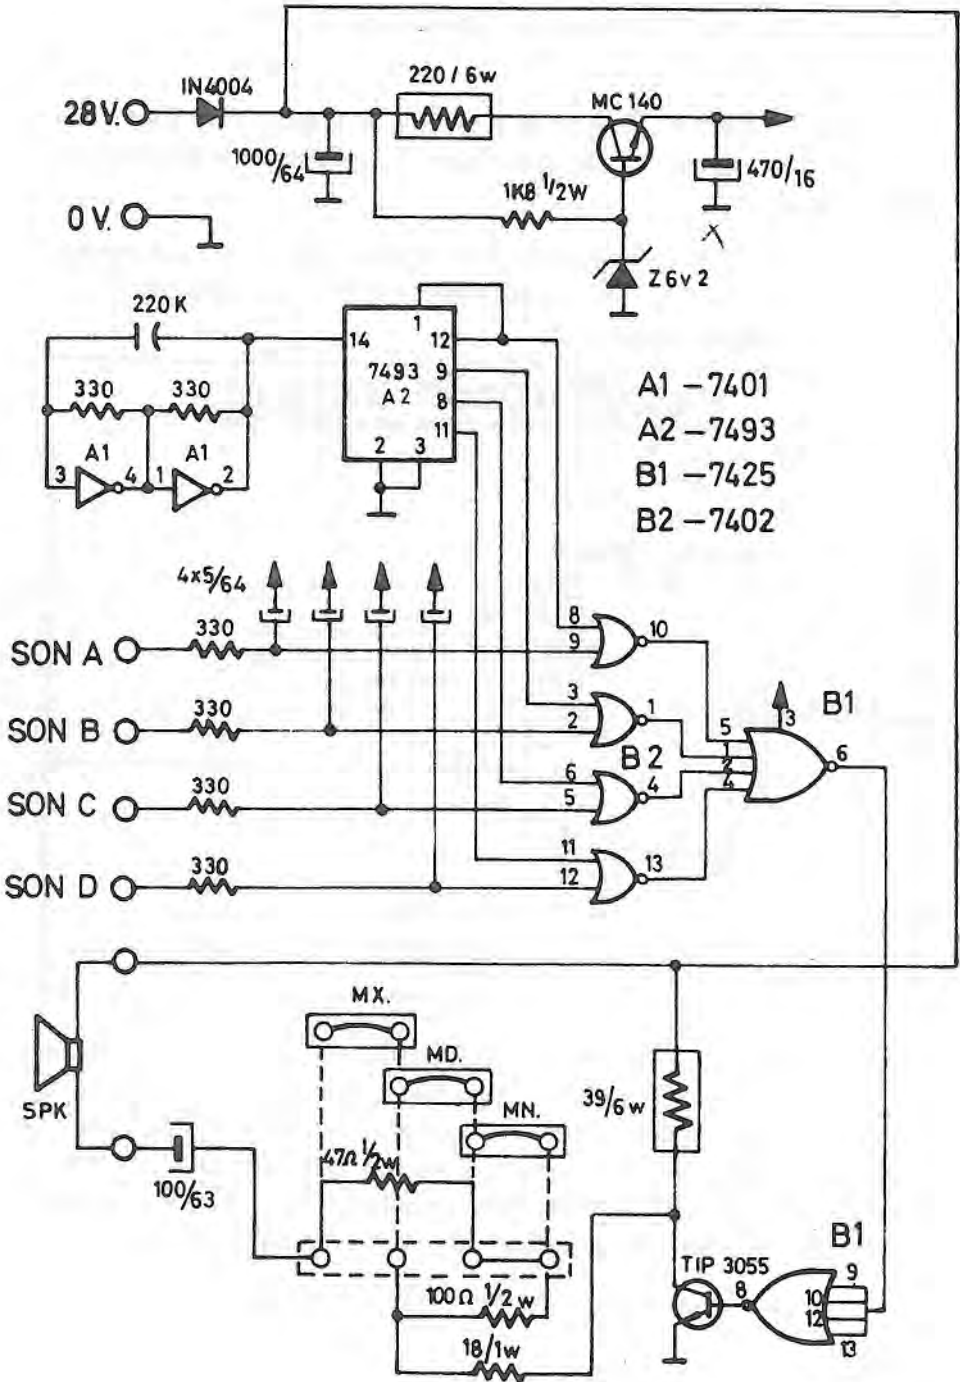 IN4004
220 / 6w
MC 140
28V.
1000/64
470/16
1K8 1/2W
0 V.
Z 6v 2
220 K
14
1
12
7493
A 2
9
8
11
2
3
330
330
A1
A1
3
4
1
2
A1 – 7401
A2 – 7493
B1 – 7425
B2 – 7402
4x5/64
SON A
330
8
9
10
SON B
330
3
2
1
B 2
SON C
330
6
5
4
SON D
330
11
12
13
3
B1
5
1
2
4
6
MX.
MD.
MN.
SPK
100/63
47Ω 1/2w
39/6 w
100Ω 1/2 w
18/1w
TIP 3055
B1
8
9
10
12
13